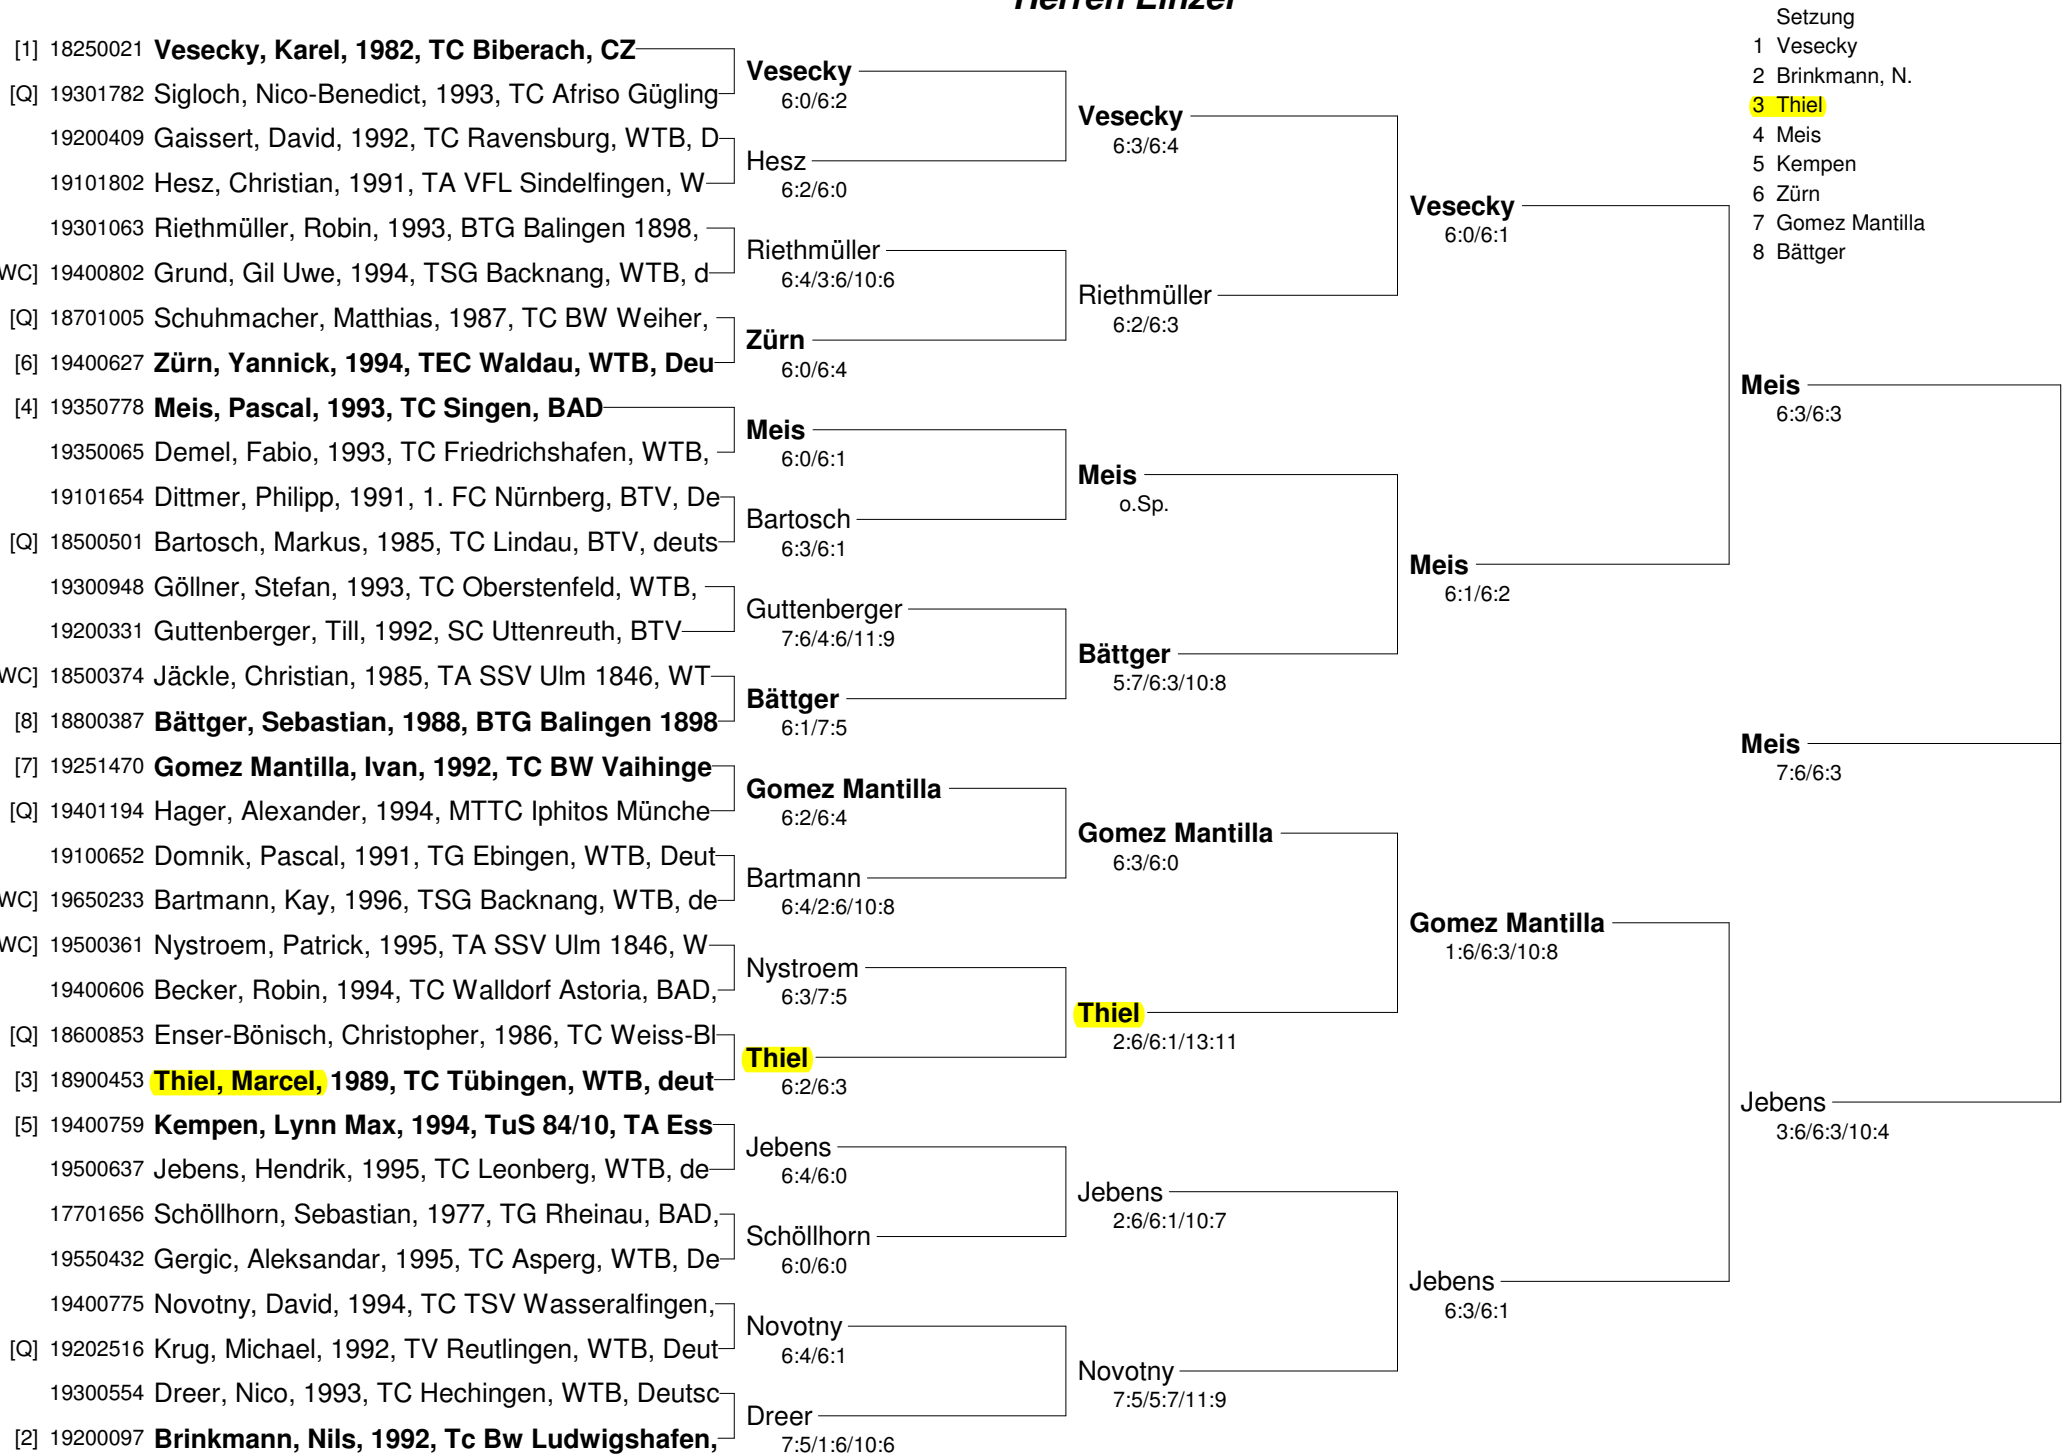 Herren Einzel
Setzung
1 Vesecky
2 Brinkmann, N.
3 Thiel
4 Meis
5 Kempen
6 Zürn
7 Gomez Mantilla
8 Bättger
[1] 18250021 Vesecky, Karel, 1982, TC Biberach, CZ
[Q] 19301782 Sigloch, Nico-Benedict, 1993, TC Afriso Gügling
19200409 Gaissert, David, 1992, TC Ravensburg, WTB, D
19101802 Hesz, Christian, 1991, TA VFL Sindelfingen, W
19301063 Riethmüller, Robin, 1993, BTG Balingen 1898,
WC] 19400802 Grund, Gil Uwe, 1994, TSG Backnang, WTB, d
[Q] 18701005 Schuhmacher, Matthias, 1987, TC BW Weiher,
[6] 19400627 Zürn, Yannick, 1994, TEC Waldau, WTB, Deu
[4] 19350778 Meis, Pascal, 1993, TC Singen, BAD
19350065 Demel, Fabio, 1993, TC Friedrichshafen, WTB,
19101654 Dittmer, Philipp, 1991, 1. FC Nürnberg, BTV, De
[Q] 18500501 Bartosch, Markus, 1985, TC Lindau, BTV, deuts
19300948 Göllner, Stefan, 1993, TC Oberstenfeld, WTB,
19200331 Guttenberger, Till, 1992, SC Uttenreuth, BTV
WC] 18500374 Jäckle, Christian, 1985, TA SSV Ulm 1846, WT
[8] 18800387 Bättger, Sebastian, 1988, BTG Balingen 1898
[7] 19251470 Gomez Mantilla, Ivan, 1992, TC BW Vaihinge
[Q] 19401194 Hager, Alexander, 1994, MTTC Iphitos Münche
19100652 Domnik, Pascal, 1991, TG Ebingen, WTB, Deut
WC] 19650233 Bartmann, Kay, 1996, TSG Backnang, WTB, de
WC] 19500361 Nystroem, Patrick, 1995, TA SSV Ulm 1846, W
19400606 Becker, Robin, 1994, TC Walldorf Astoria, BAD,
[Q] 18600853 Enser-Bönisch, Christopher, 1986, TC Weiss-Bl
[3] 18900453 Thiel, Marcel, 1989, TC Tübingen, WTB, deut
[5] 19400759 Kempen, Lynn Max, 1994, TuS 84/10, TA Ess
19500637 Jebens, Hendrik, 1995, TC Leonberg, WTB, de
17701656 Schöllhorn, Sebastian, 1977, TG Rheinau, BAD,
19550432 Gergic, Aleksandar, 1995, TC Asperg, WTB, De
19400775 Novotny, David, 1994, TC TSV Wasseralfingen,
[Q] 19202516 Krug, Michael, 1992, TV Reutlingen, WTB, Deut
19300554 Dreer, Nico, 1993, TC Hechingen, WTB, Deutsc
[2] 19200097 Brinkmann, Nils, 1992, Tc Bw Ludwigshafen,
Vesecky
6:0/6:2
Hesz
6:2/6:0
Riethmüller
6:4/3:6/10:6
Zürn
6:0/6:4
Meis
6:0/6:1
Bartosch
6:3/6:1
Guttenberger
7:6/4:6/11:9
Bättger
6:1/7:5
Gomez Mantilla
6:2/6:4
Bartmann
6:4/2:6/10:8
Nystroem
6:3/7:5
Thiel
6:2/6:3
Jebens
6:4/6:0
Schöllhorn
6:0/6:0
Novotny
6:4/6:1
Dreer
7:5/1:6/10:6
Vesecky
6:3/6:4
Riethmüller
6:2/6:3
Meis
o.Sp.
Bättger
5:7/6:3/10:8
Gomez Mantilla
6:3/6:0
Thiel
2:6/6:1/13:11
Jebens
2:6/6:1/10:7
Novotny
7:5/5:7/11:9
Vesecky
6:0/6:1
Meis
6:1/6:2
Gomez Mantilla
1:6/6:3/10:8
Jebens
6:3/6:1
Meis
6:3/6:3
Meis
7:6/6:3
Jebens
3:6/6:3/10:4